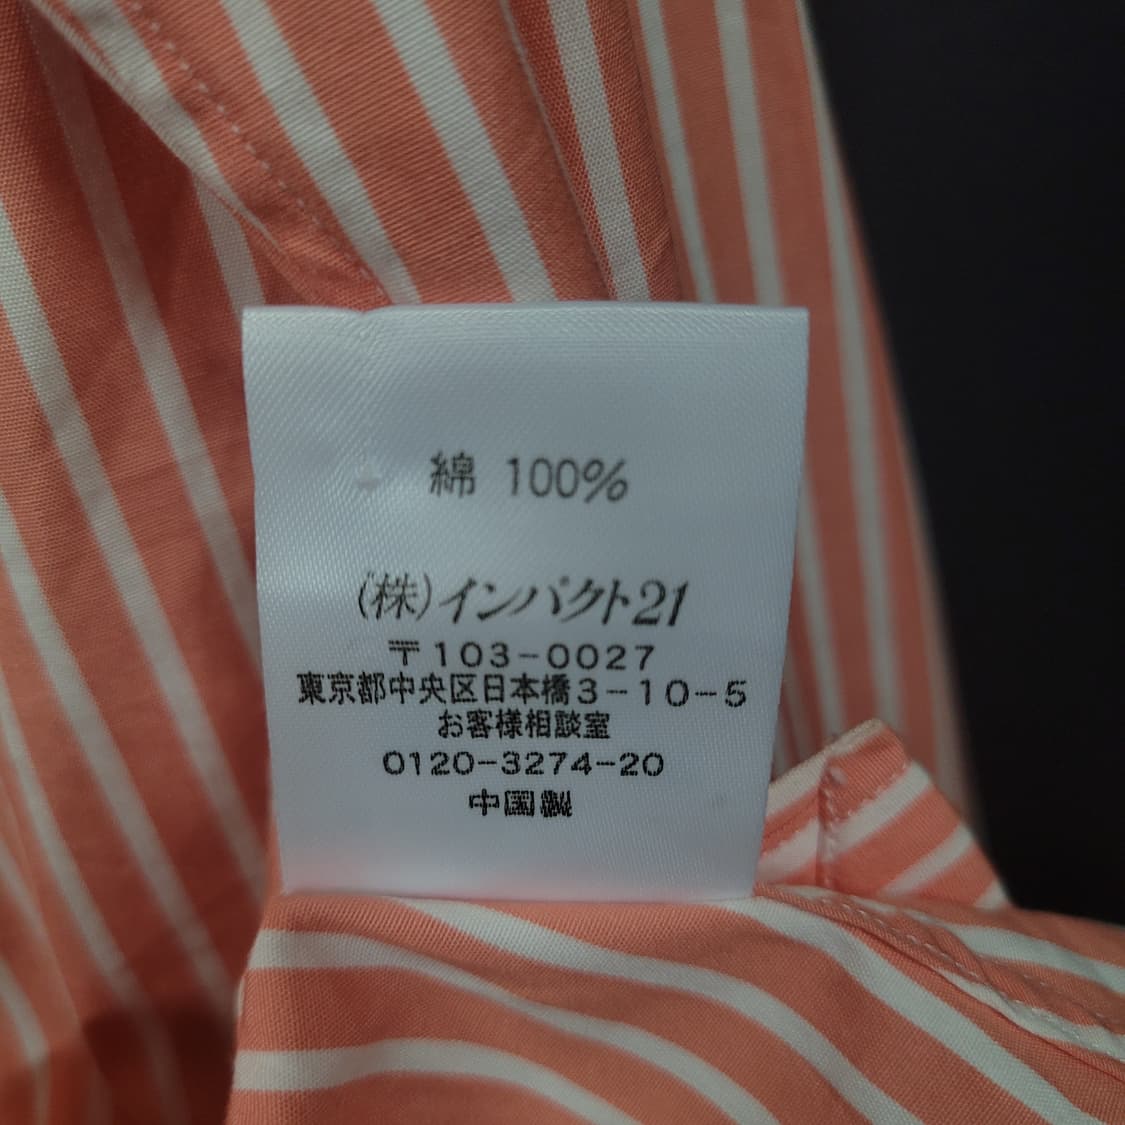 綿 100%
(株)インパクト21
〒103-0027
東京都中央区日本橋3-10-5
お客様相談室
0120-3274-20
中国製